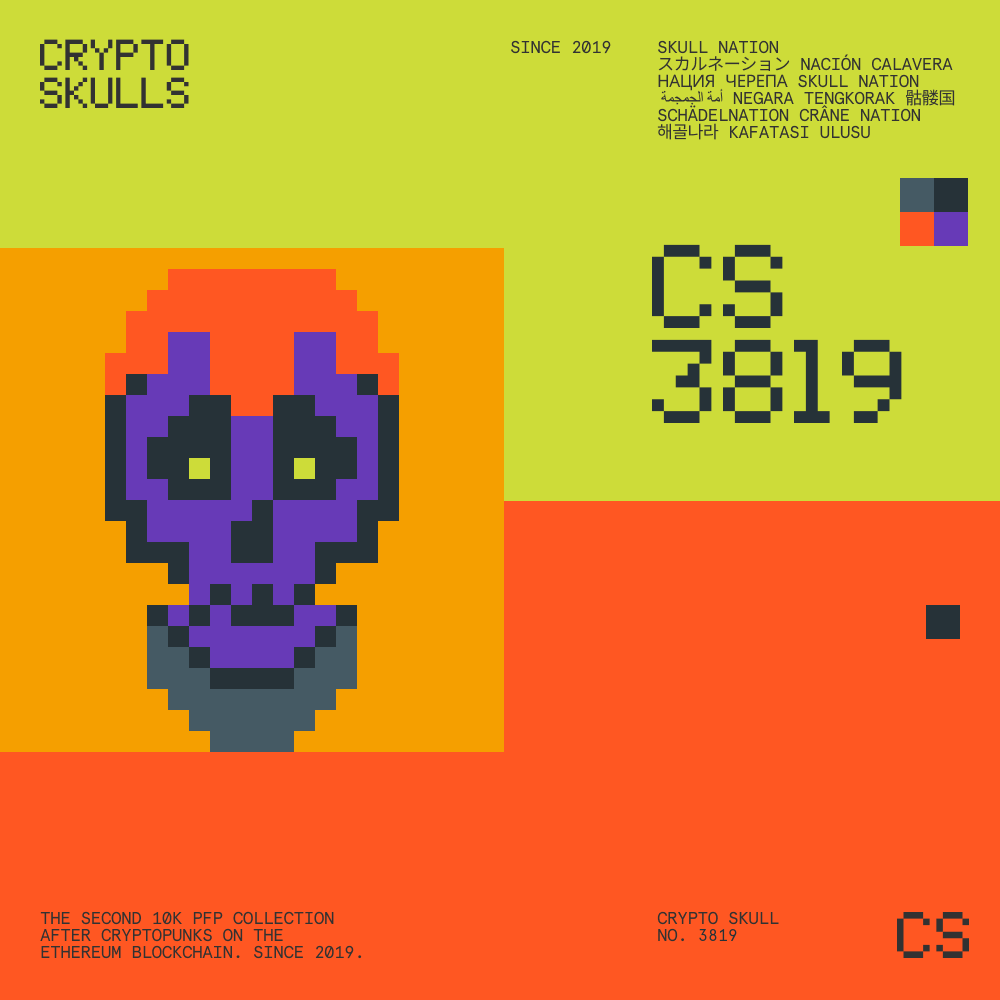 CRYPTO
SKULLS
SINCE 2019
SKULL NATION
スカルネーション NACIÓN CALAVERA
НАЦИЯ ЧЕРЕПА SKULL NATION
أمة الجمجمة NEGARA TENGKORAK 骷髅国
SCHÄDELNATION CRÂNE NATION
해골나라 KAFATASI ULUSU
CS
3819
THE SECOND 10K PFP COLLECTION
AFTER CRYPTOPUNKS ON THE
ETHEREUM BLOCKCHAIN. SINCE 2019.
CRYPTO SKULL
NO. 3819
CS